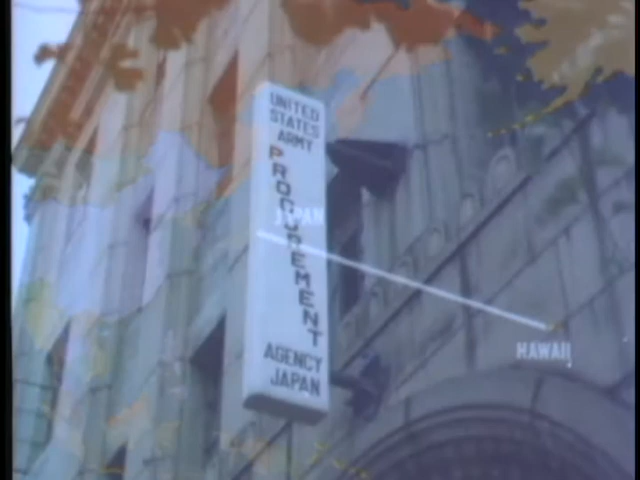 UNITED
STATES
ARMY
PROCUREMENT
AGENCY
JAPAN
JAPAN
HAWAII